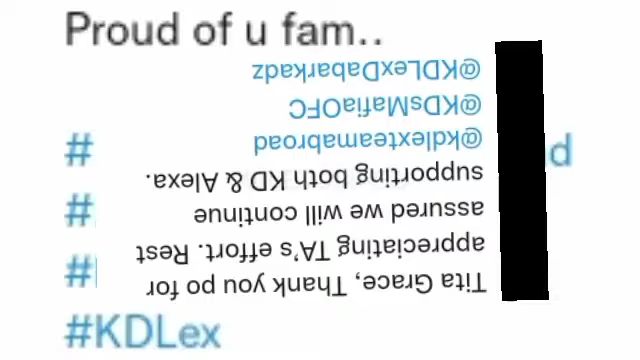 Proud of u fam..
#
#
#
#KDLex
d
Tita Grace, Thank you po for
appreciating TA's effort. Rest
assured we will continue
supporting both KD & Alexa.
@kdlexteamabroad
@KDsMafiaOFC
@KDLexDabarkadz